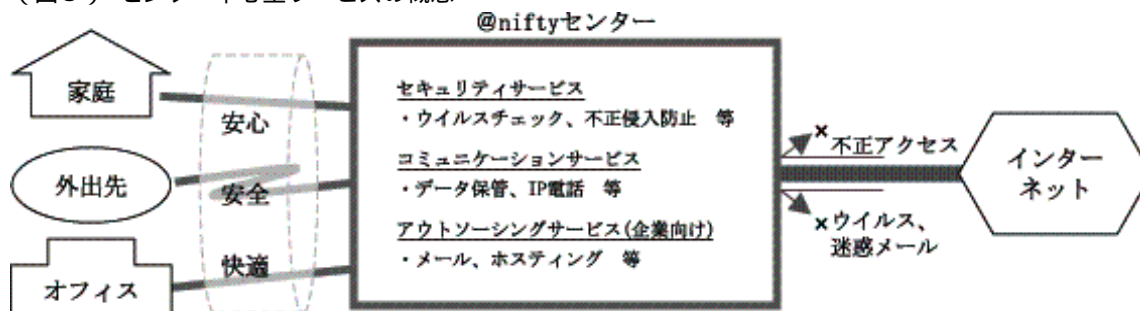 @niftyセンター
家庭
外出先
オフィス
安心
安全
快適
セキュリティサービス
・ウイルスチェック、不正侵入防止　等
コミュニケーションサービス
・データ保管、IP電話　等
アウトソーシングサービス(企業向け)
・メール、ホスティング　等
×不正アクセス
×ウイルス、
迷惑メール
インター
ネット